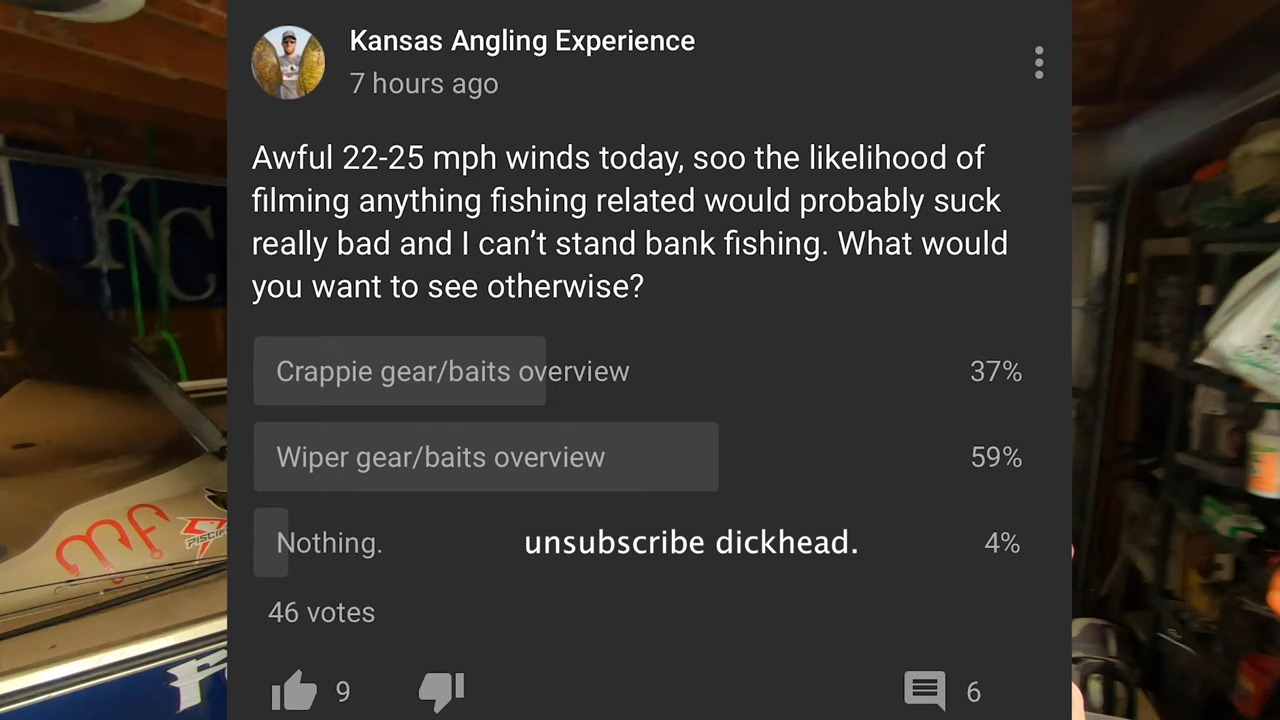 Kansas Angling Experience
7 hours ago
Awful 22-25 mph winds today, soo the likelihood of
filming anything fishing related would probably suck
really bad and I can't stand bank fishing. What would
you want to see otherwise?
Crappie gear/baits overview 37%
Wiper gear/baits overview 59%
Nothing. unsubscribe dickhead. 4%
46 votes
9 6
KC